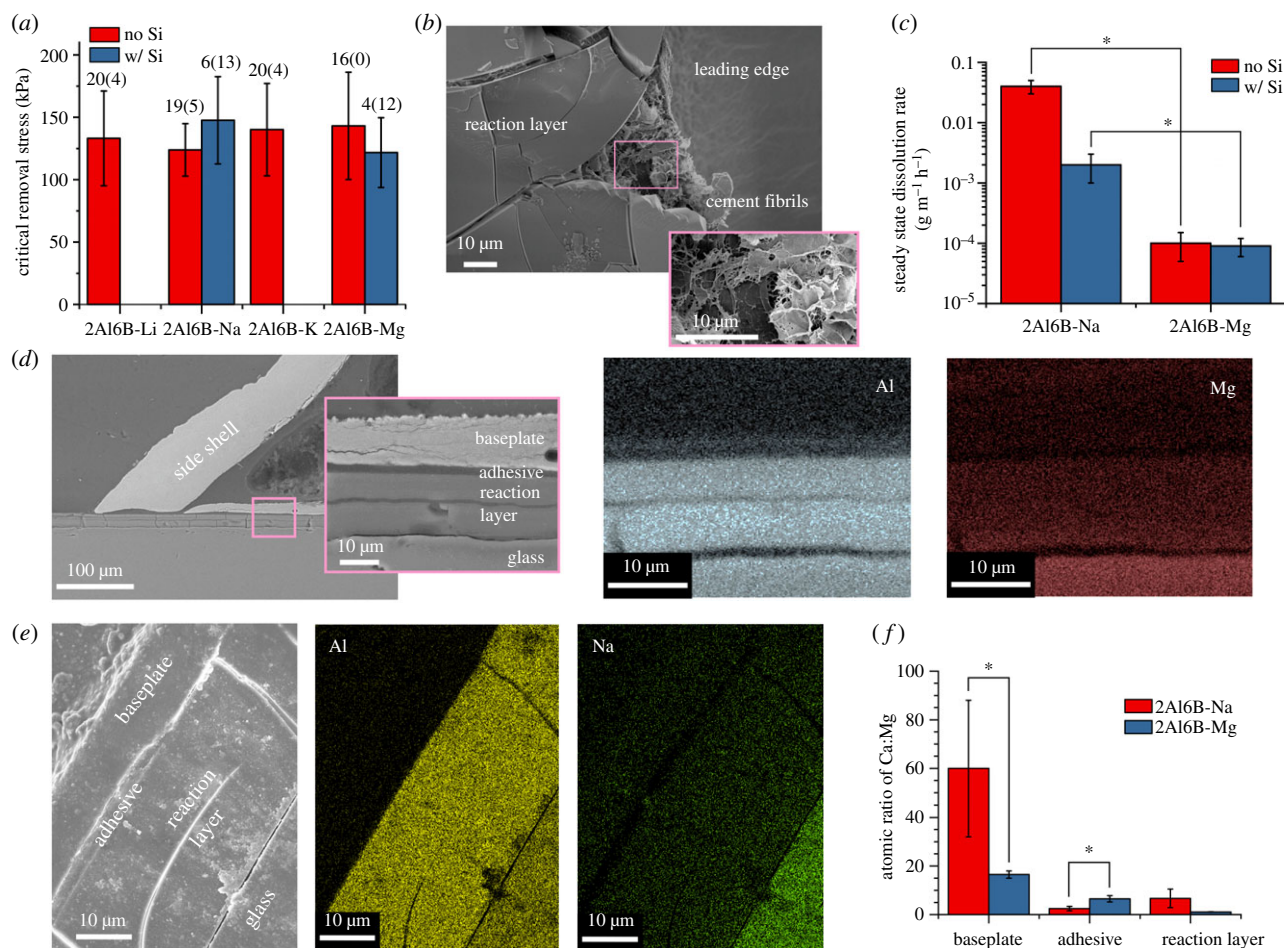 (a)
no Si
w/ Si
20(4)
19(5)
6(13)
20(4)
16(0)
4(12)
critical removal stress (kPa)
200
150
125
100
75
50
25
0
2Al6B-Li
2Al6B-Na
2Al6B-K
2Al6B-Mg
(b)
leading edge
reaction layer
cement fibrils
10 µm
10 µm
(c)
no Si
w/ Si
*
*
steady state dissolution rate
(g m⁻¹ h⁻¹)
0.1
0.01
10⁻³
10⁻⁴
10⁻⁵
2Al6B-Na
2Al6B-Mg
(d)
side shell
100 µm
baseplate
adhesive
reaction
layer
glass
10 µm
Al
10 µm
Mg
10 µm
(e)
baseplate
adhesive
reaction
layer
glass
10 µm
Al
10 µm
Na
10 µm
(f)
2Al6B-Na
2Al6B-Mg
*
*
atomic ratio of Ca:Mg
100
80
60
40
20
0
baseplate
adhesive
reaction layer